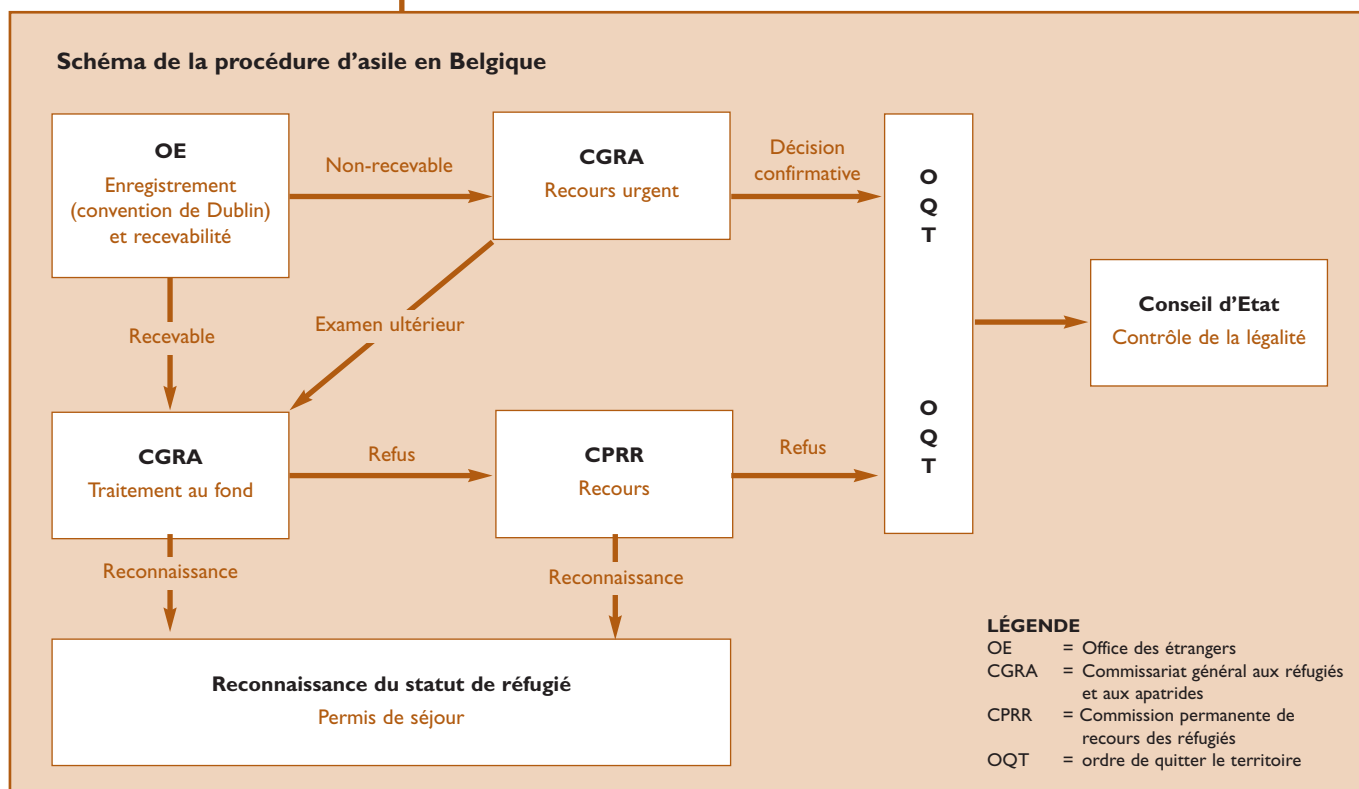 Schéma de la procédure d'asile en Belgique
OE
Enregistrement
(convention de Dublin)
et recevabilité
Non-recevable
CGRA
Recours urgent
Décision
confirmative
O
Q
T
Recevable
Examen ultérieur
Conseil d'Etat
Contrôle de la légalité
CGRA
Traitement au fond
Refus
CPRR
Recours
Refus
O
Q
T
Reconnaissance
Reconnaissance
Reconnaissance du statut de réfugié
Permis de séjour
LÉGENDE
OE = Office des étrangers
CGRA = Commissariat général aux réfugiés
et aux apatrides
CPRR = Commission permanente de
recours des réfugiés
OQT = ordre de quitter le territoire